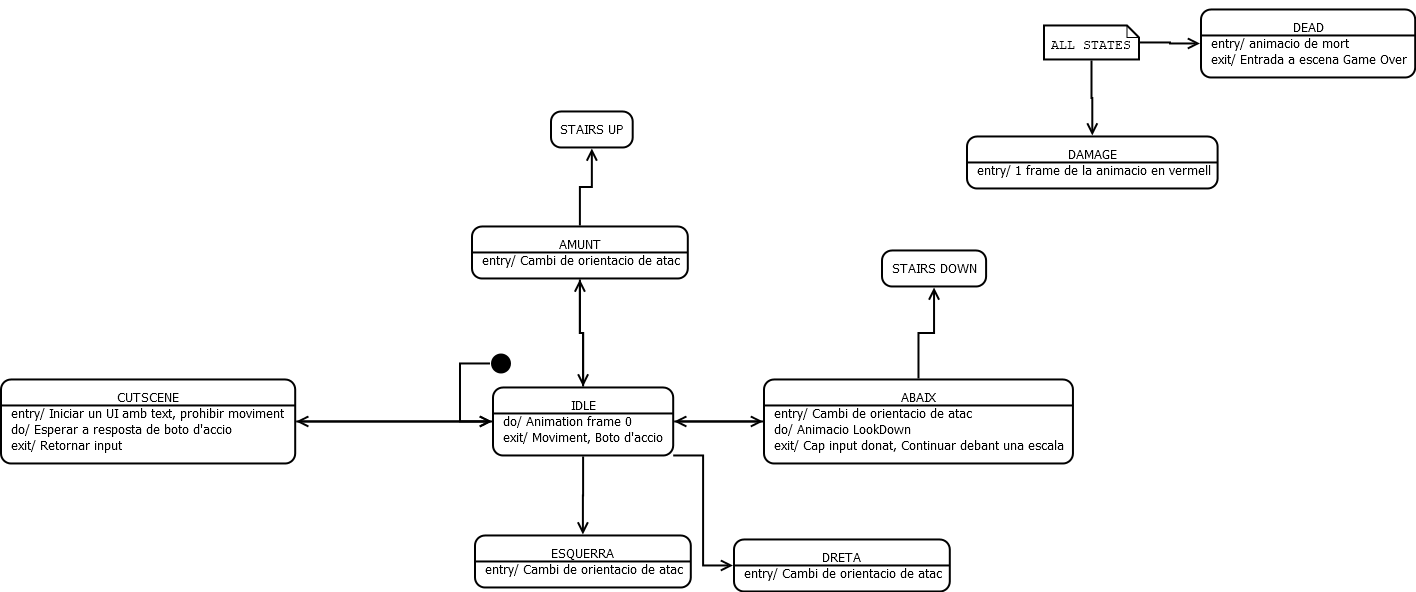 DEAD
entry/ animacio de mort
exit/ Entrada a escena Game Over
ALL STATES
STAIRS UP
DAMAGE
entry/ 1 frame de la animacio en vermell
AMUNT
entry/ Cambi de orientacio de atac
STAIRS DOWN
CUTSCENE
entry/ Iniciar un UI amb text, prohibir moviment
do/ Esperar a resposta de boto d'accio
exit/ Retornar input
IDLE
do/ Animation frame 0
exit/ Moviment, Boto d'accio
ABAIX
entry/ Cambi de orientacio de atac
do/ Animacio LookDown
exit/ Cap input donat, Continuar debant una escala
ESQUERRA
entry/ Cambi de orientacio de atac
DRETA
entry/ Cambi de orientacio de atac